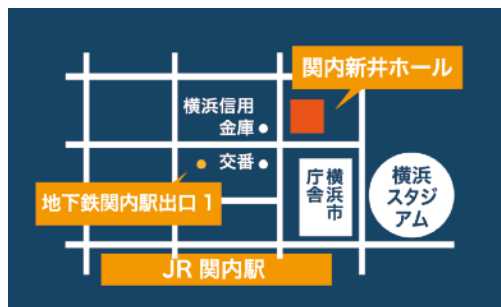 関内新井ホール
横浜信用
金庫
交番
地下鉄関内駅出口 1
横浜市
庁舎
横浜
スタジ
アム
JR 関内駅